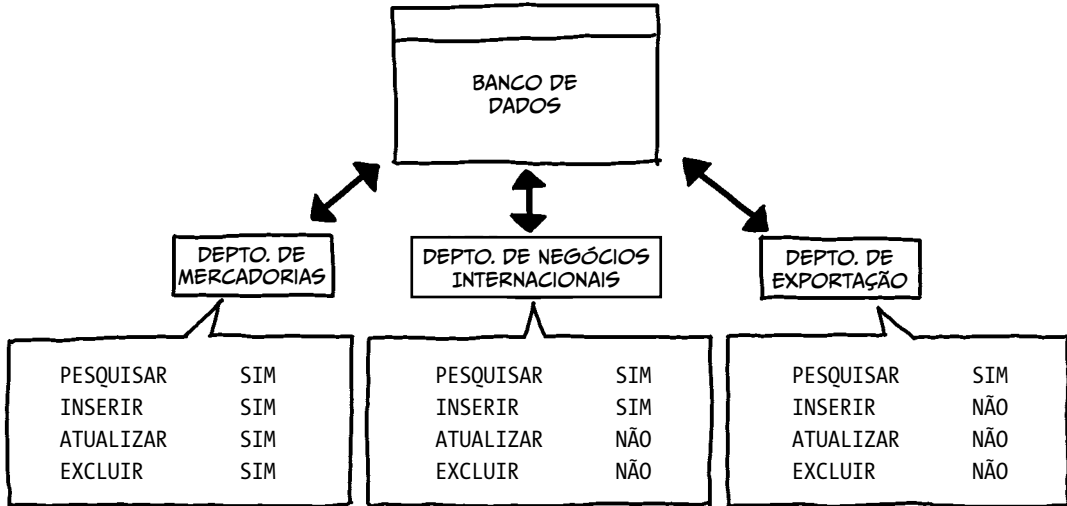 BANCO DE
DADOS
DEPTO. DE
MERCADORIAS
DEPTO. DE NEGÓCIOS
INTERNACIONAIS
DEPTO. DE
EXPORTAÇÃO
PESQUISAR SIM
INSERIR SIM
ATUALIZAR SIM
EXCLUIR SIM
PESQUISAR SIM
INSERIR SIM
ATUALIZAR NÃO
EXCLUIR NÃO
PESQUISAR SIM
INSERIR NÃO
ATUALIZAR NÃO
EXCLUIR NÃO